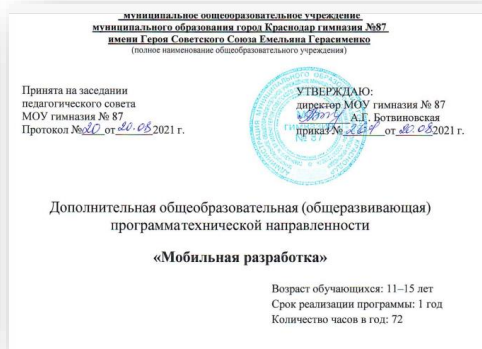 муниципальное общеобразовательное учреждение
муниципального образования город Краснодар гимназия №87
имени Героя Советского Союза Емельяна Герасименко
(полное наименование общеобразовательного учреждения)
Принята на заседании
педагогического совета
МОУ гимназия № 87
Протокол №20 от 20.08 2021 г.
УТВЕРЖДАЮ:
директор МОУ гимназия № 87
А.Г. Ботвиновская
приказ № от 20.08 2021 г.
Дополнительная общеобразовательная (общеразвивающая)
программатехнической направленности
«Мобильная разработка»
Возраст обучающихся: 11–15 лет
Срок реализации программы: 1 год
Количество часов в год: 72